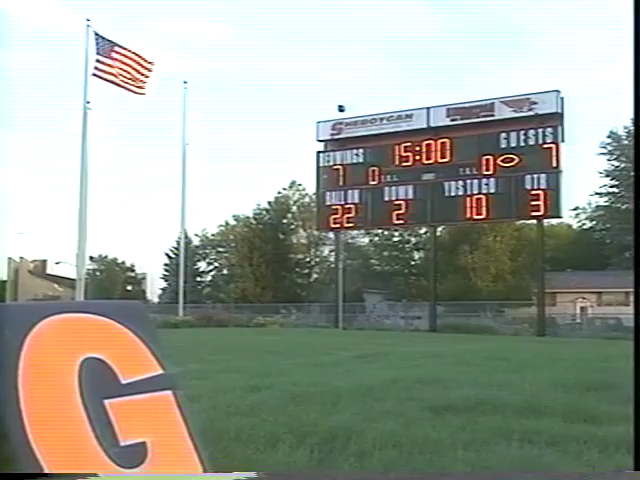 SHEBOYGAN
REDWINGS 15:00 GUESTS
7 0 T.O.L. T.O.L. 0 7
BALL ON DOWN YDS TO GO QTR
22 2 10 3
G